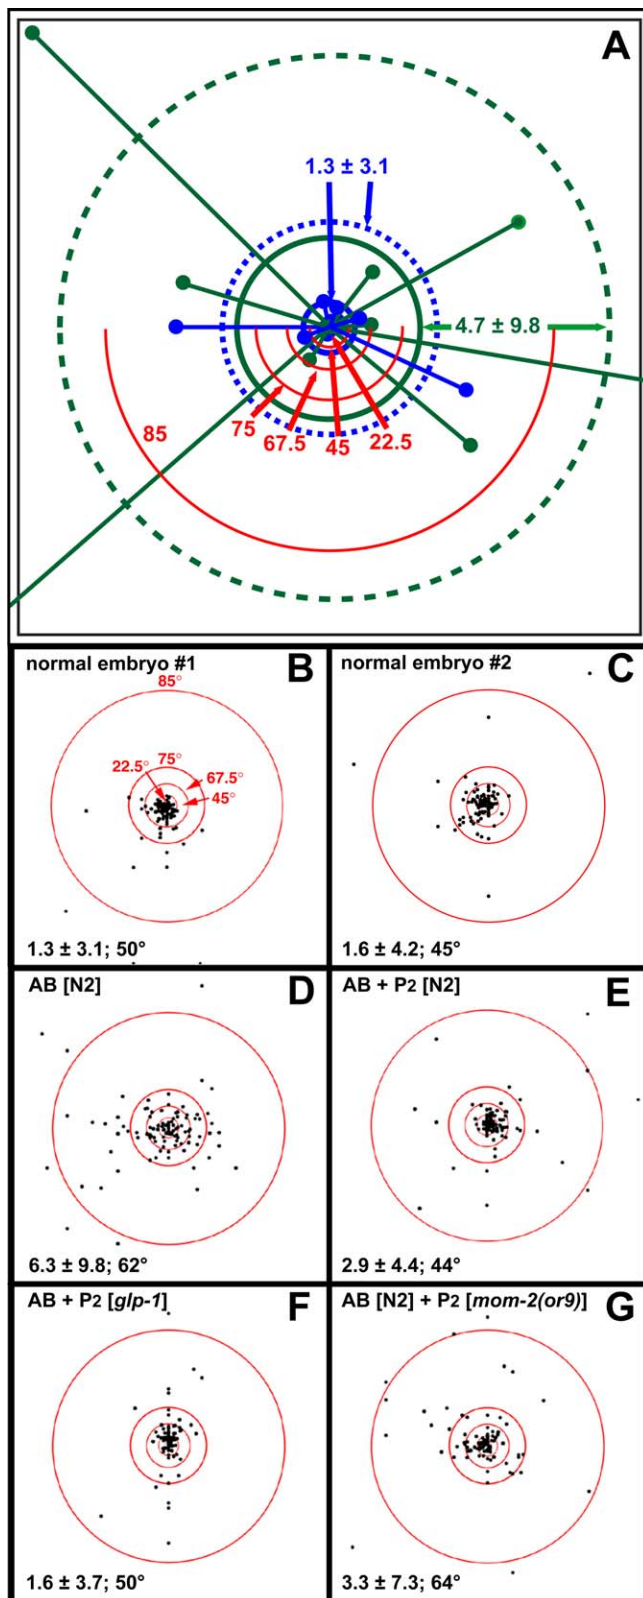 A
1.3 ± 3.1
4.7 ± 9.8
85
75
67.5
45
22.5
normal embryo #1
B
85°
22.5°
75°
67.5°
45°
1.3 ± 3.1; 50°
normal embryo #2
C
1.6 ± 4.2; 45°
AB [N2]
D
6.3 ± 9.8; 62°
AB + P2 [N2]
E
2.9 ± 4.4; 44°
AB + P2 [glp-1]
F
1.6 ± 3.7; 50°
AB [N2] + P2 [mom-2(or9)]
G
3.3 ± 7.3; 64°